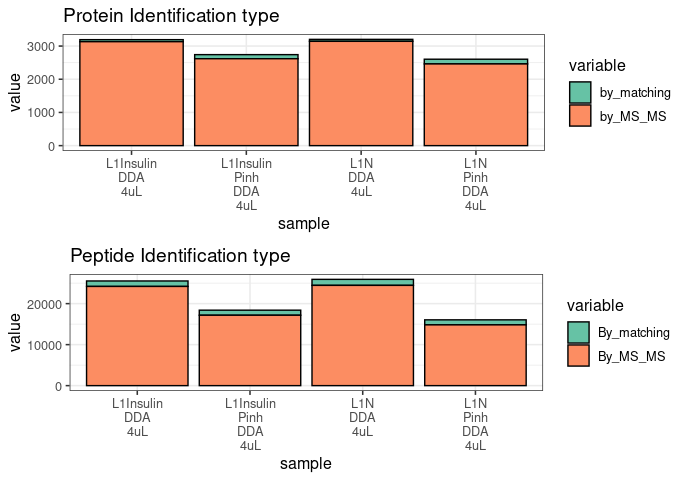 Protein Identification type
value
3000
2000
1000
0
L1Insulin
DDA
4uL
L1Insulin
Pinh
DDA
4uL
L1N
DDA
4uL
L1N
Pinh
DDA
4uL
sample
variable
by_matching
by_MS_MS
Peptide Identification type
value
20000
10000
0
L1Insulin
DDA
4uL
L1Insulin
Pinh
DDA
4uL
L1N
DDA
4uL
L1N
Pinh
DDA
4uL
sample
variable
By_matching
By_MS_MS